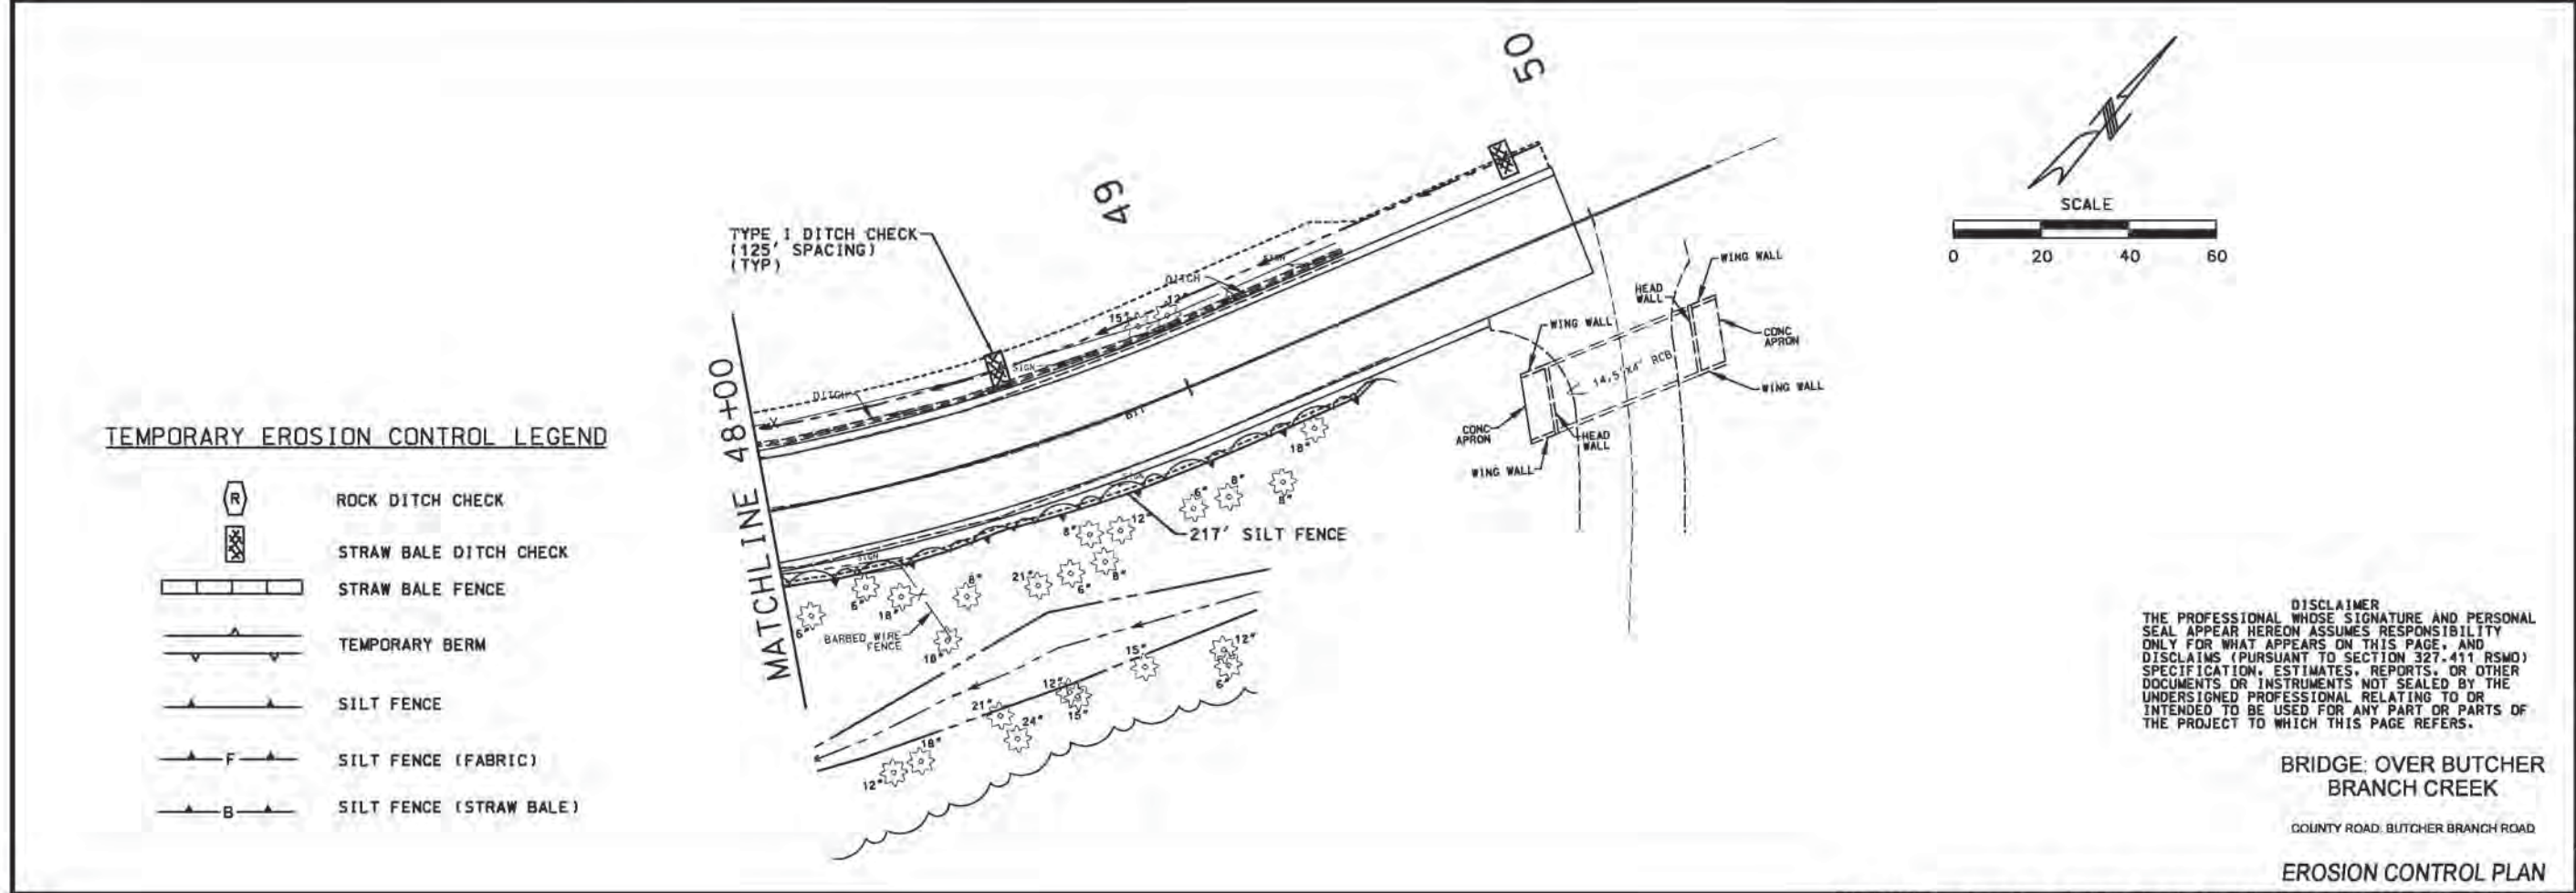 50
49
SCALE
0 20 40 60
TYPE I DITCH CHECK
(125' SPACING)
(TYP)
DITCH
SIGN
12"
15"
SIGN
DITCH
MATCHLINE 48+00
BIT
SIGN
SIGN
217' SILT FENCE
BARBED WIRE
FENCE
18"
6"
8"
8"
12"
8"
8"
6"
21"
8"
18"
6"
6"
18"
15"
12"
6"
12"
15"
21"
24"
18"
12"
WING WALL
HEAD
WALL
CONC
APRON
WING WALL
14.5'X4' RCB
WING WALL
CONC
APRON
HEAD
WALL
WING WALL
TEMPORARY EROSION CONTROL LEGEND
R ROCK DITCH CHECK
STRAW BALE DITCH CHECK
STRAW BALE FENCE
TEMPORARY BERM
SILT FENCE
F SILT FENCE (FABRIC)
B SILT FENCE (STRAW BALE)
DISCLAIMER
THE PROFESSIONAL WHOSE SIGNATURE AND PERSONAL
SEAL APPEAR HEREON ASSUMES RESPONSIBILITY
ONLY FOR WHAT APPEARS ON THIS PAGE, AND
DISCLAIMS (PURSUANT TO SECTION 327.411 RSMO)
SPECIFICATION, ESTIMATES, REPORTS, OR OTHER
DOCUMENTS OR INSTRUMENTS NOT SEALED BY THE
UNDERSIGNED PROFESSIONAL RELATING TO OR
INTENDED TO BE USED FOR ANY PART OR PARTS OF
THE PROJECT TO WHICH THIS PAGE REFERS.
BRIDGE: OVER BUTCHER
BRANCH CREEK
COUNTY ROAD: BUTCHER BRANCH ROAD
EROSION CONTROL PLAN